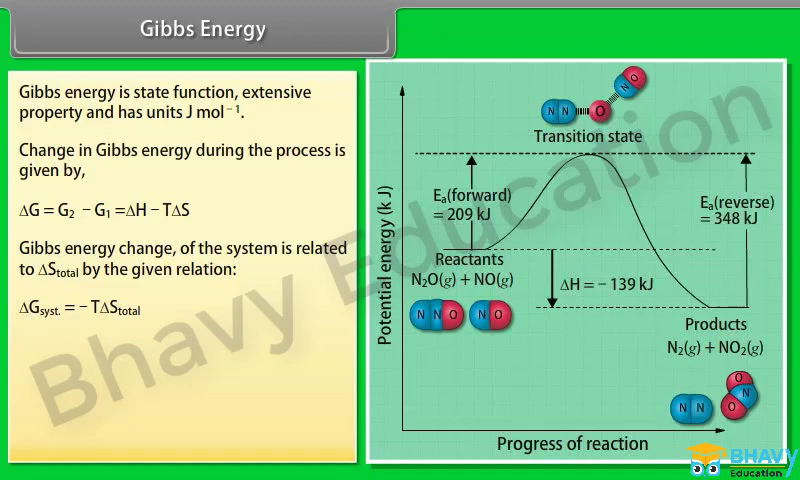 Gibbs Energy
Gibbs energy is state function, extensive
property and has units J mol⁻¹.
Change in Gibbs energy during the process is
given by,
ΔG = G₂ − G₁ =ΔH − TΔS
Gibbs energy change, of the system is related
to ΔStotal by the given relation:
ΔGsyst. = − TΔStotal
N N O N O
Transition state
Potential energy (k J)
Ea(forward)
= 209 kJ
Ea(reverse)
= 348 kJ
Reactants
N₂O(g) + NO(g)
ΔH = − 139 kJ
N N O N O
Products
N₂(g) + NO₂(g)
N N O N O
Progress of reaction
Bhavy Education
BHAVY
Education